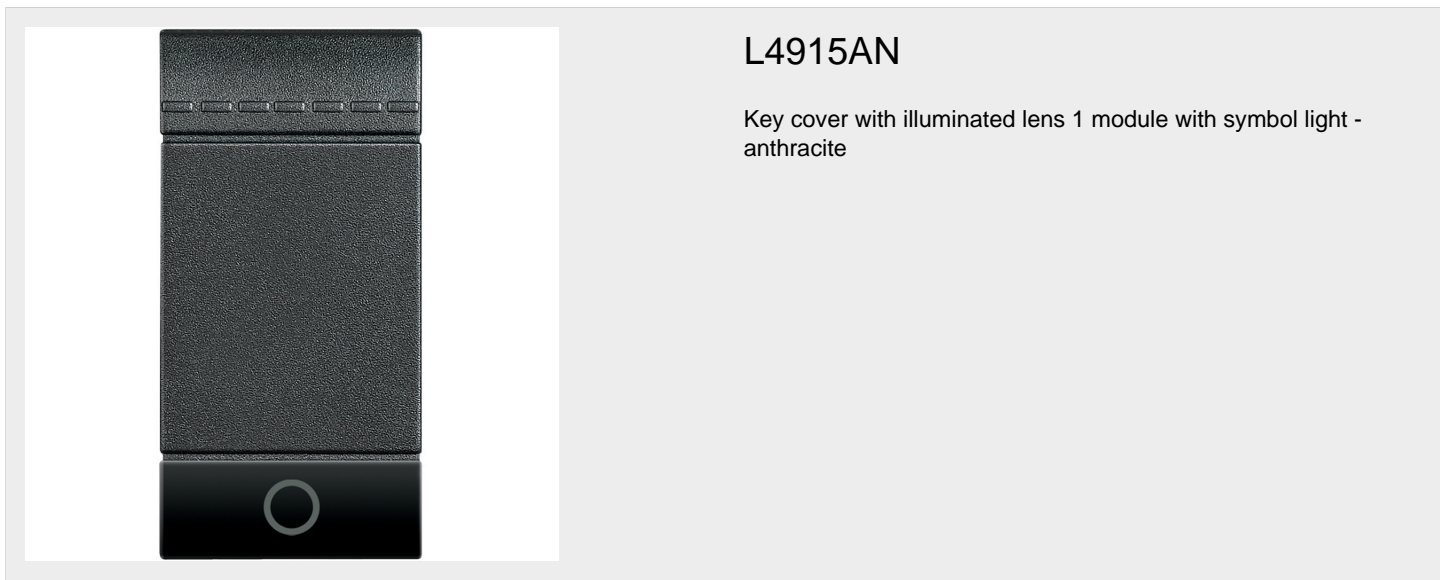 L4915AN
Key cover with illuminated lens 1 module with symbol light -
anthracite